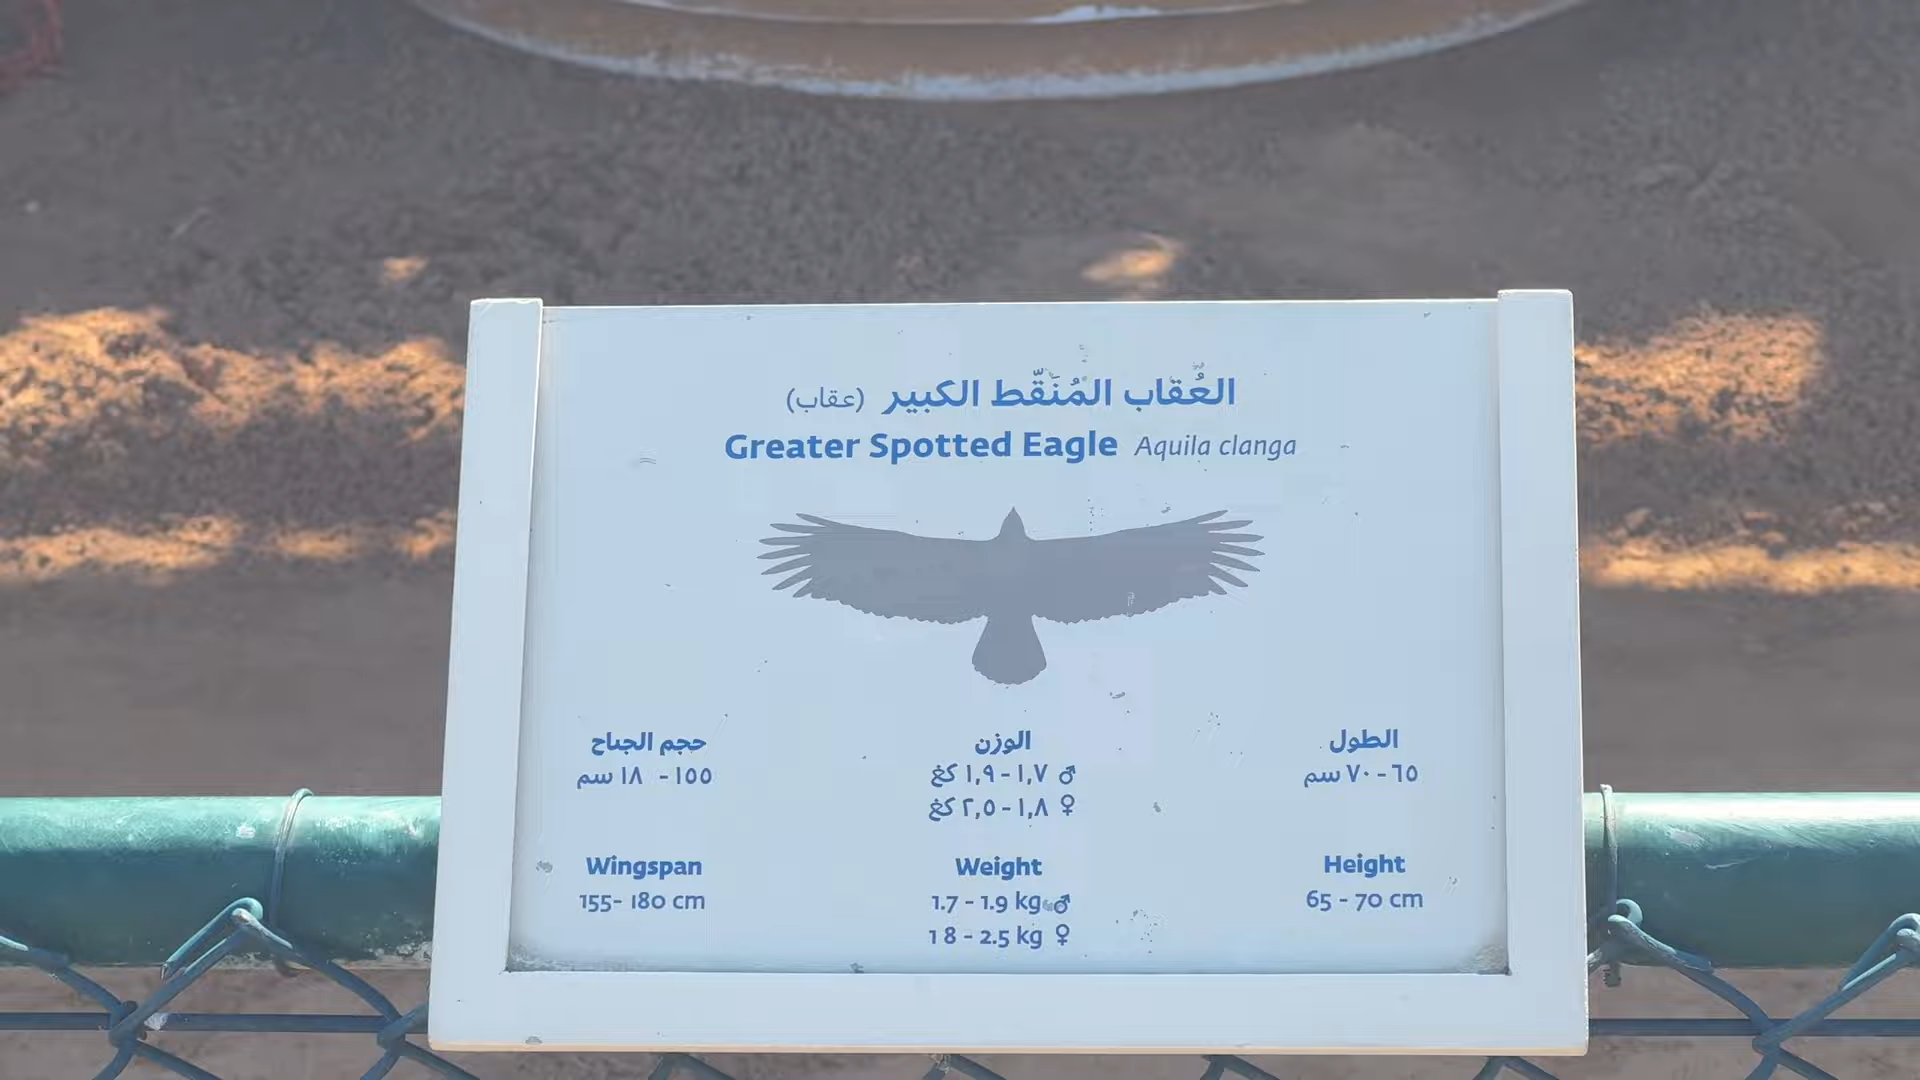 العُقاب المُنَقّط الكبير (عقاب)
Greater Spotted Eagle Aquila clanga
الطول
٦٥ - ٧٠ سم
الوزن
١,٧ - ١,٩ كغ ♂
١,٨ - ٢,٥ كغ ♀
حجم الجناح
١٥٥ - ١٨ سم
Wingspan
155- 180 cm
Weight
1.7 - 1.9 kg ♂
1 8 - 2.5 kg ♀
Height
65 - 70 cm